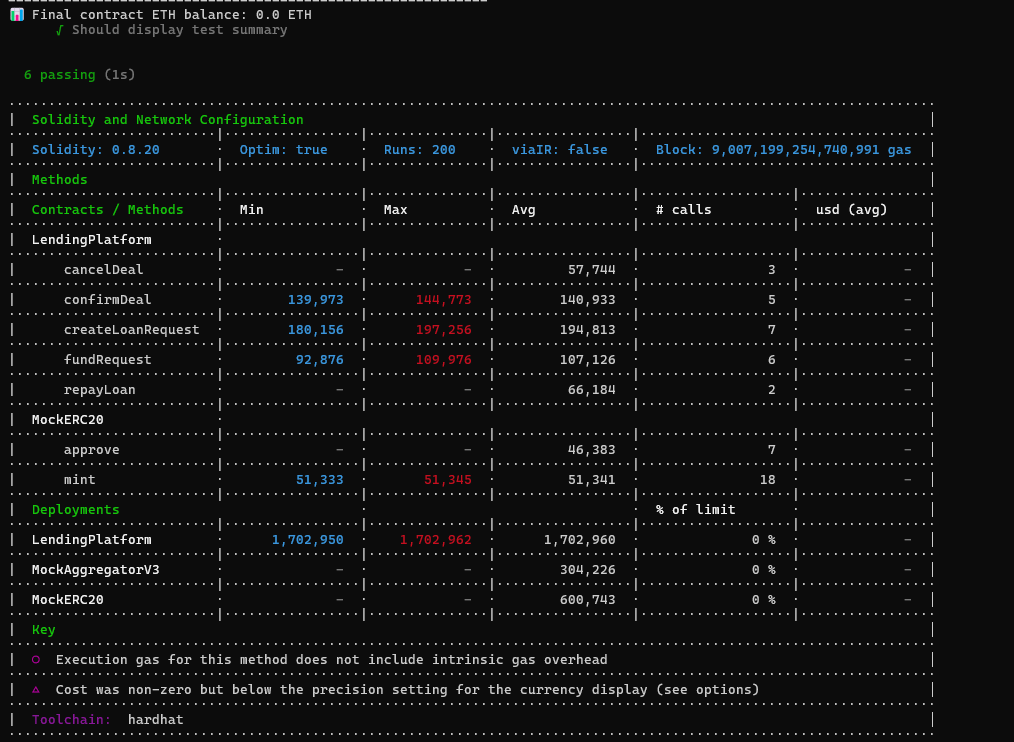 📊 Final contract ETH balance: 0.0 ETH
√ Should display test summary
6 passing (1s)
| Solidity and Network Configuration |
| Solidity: 0.8.20 · Optim: true · Runs: 200 · viaIR: false · Block: 9,007,199,254,740,991 gas |
| Methods |
| Contracts / Methods · Min · Max · Avg · # calls · usd (avg) |
| LendingPlatform · |
| cancelDeal · - · - · 57,744 · 3 · - |
| confirmDeal · 139,973 · 144,773 · 140,933 · 5 · - |
| createLoanRequest · 180,156 · 197,256 · 194,813 · 7 · - |
| fundRequest · 92,876 · 109,976 · 107,126 · 6 · - |
| repayLoan · - · - · 66,184 · 2 · - |
| MockERC20 · |
| approve · - · - · 46,383 · 7 · - |
| mint · 51,333 · 51,345 · 51,341 · 18 · - |
| Deployments · · % of limit · |
| LendingPlatform · 1,702,950 · 1,702,962 · 1,702,960 · 0 % · - |
| MockAggregatorV3 · - · - · 304,226 · 0 % · - |
| MockERC20 · - · - · 600,743 · 0 % · - |
| Key |
| ○ Execution gas for this method does not include intrinsic gas overhead |
| △ Cost was non-zero but below the precision setting for the currency display (see options) |
| Toolchain: hardhat |